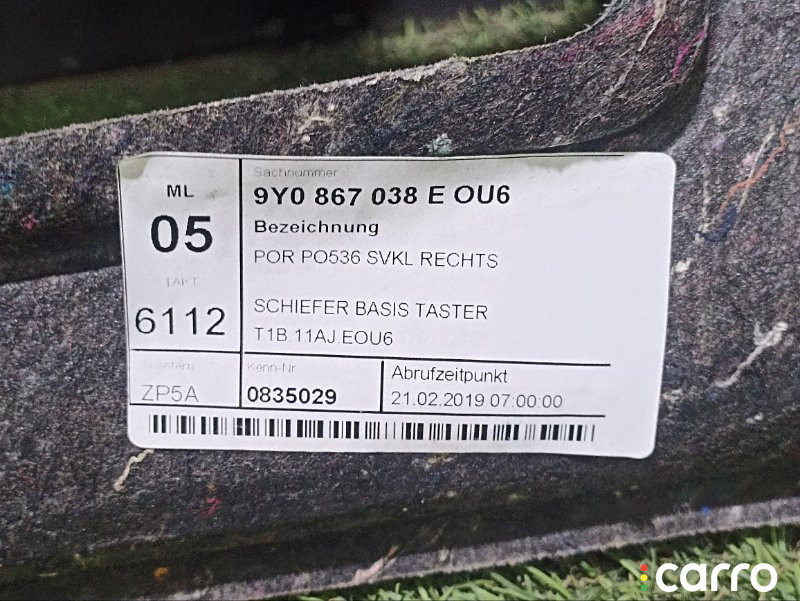 Sachnummer
ML
9Y0 867 038 E OU6
05
Bezeichnung
POR PO536 SVKL RECHTS
TAKT
6112
SCHIEFER BASIS TASTER
T1B.11AJ.EOU6
Kenn-Nr
Abrufzeitpunkt
ZP5A
0835029
21.02.2019 07:00:00
carro